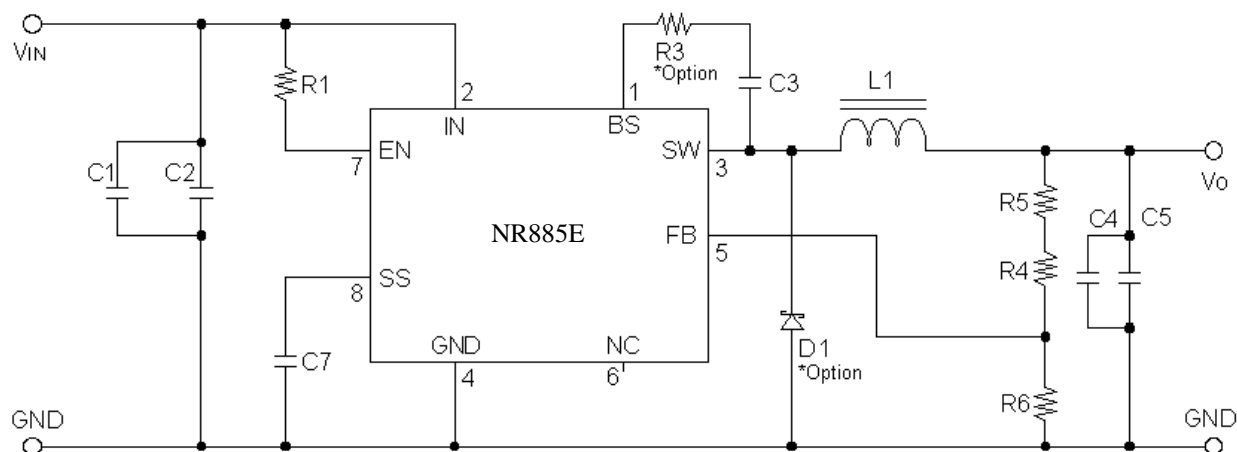 VIN
R1
2
IN
R3
*Option
1
BS
C3
L1
7
EN
SW
3
Vo
C1
C2
NR885E
FB
5
R5
R4
C4
C5
SS
8
C7
GND
4
NC
6
D1
*Option
R6
GND
GND